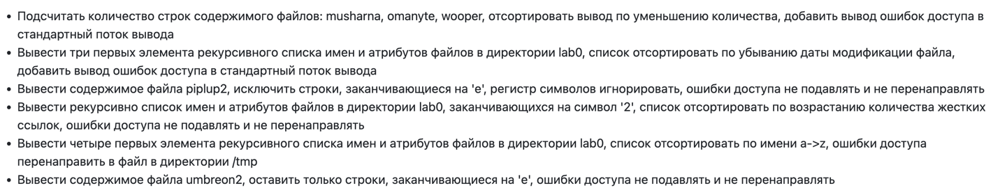 • Подсчитать количество строк содержимого файлов: musharna, omanyte, wooper, отсортировать вывод по уменьшению количества, добавить вывод ошибок доступа в
стандартный поток вывода
• Вывести три первых элемента рекурсивного списка имен и атрибутов файлов в директории lab0, список отсортировать по убыванию даты модификации файла,
добавить вывод ошибок доступа в стандартный поток вывода
• Вывести содержимое файла piplup2, исключить строки, заканчивающиеся на 'e', регистр символов игнорировать, ошибки доступа не подавлять и не перенаправлять
• Вывести рекурсивно список имен и атрибутов файлов в директории lab0, заканчивающихся на символ '2', список отсортировать по возрастанию количества жестких
ссылок, ошибки доступа не подавлять и не перенаправлять
• Вывести четыре первых элемента рекурсивного списка имен и атрибутов файлов в директории lab0, список отсортировать по имени a->z, ошибки доступа
перенаправить в файл в директории /tmp
• Вывести содержимое файла umbreon2, оставить только строки, заканчивающиеся на 'e', ошибки доступа не подавлять и не перенаправлять